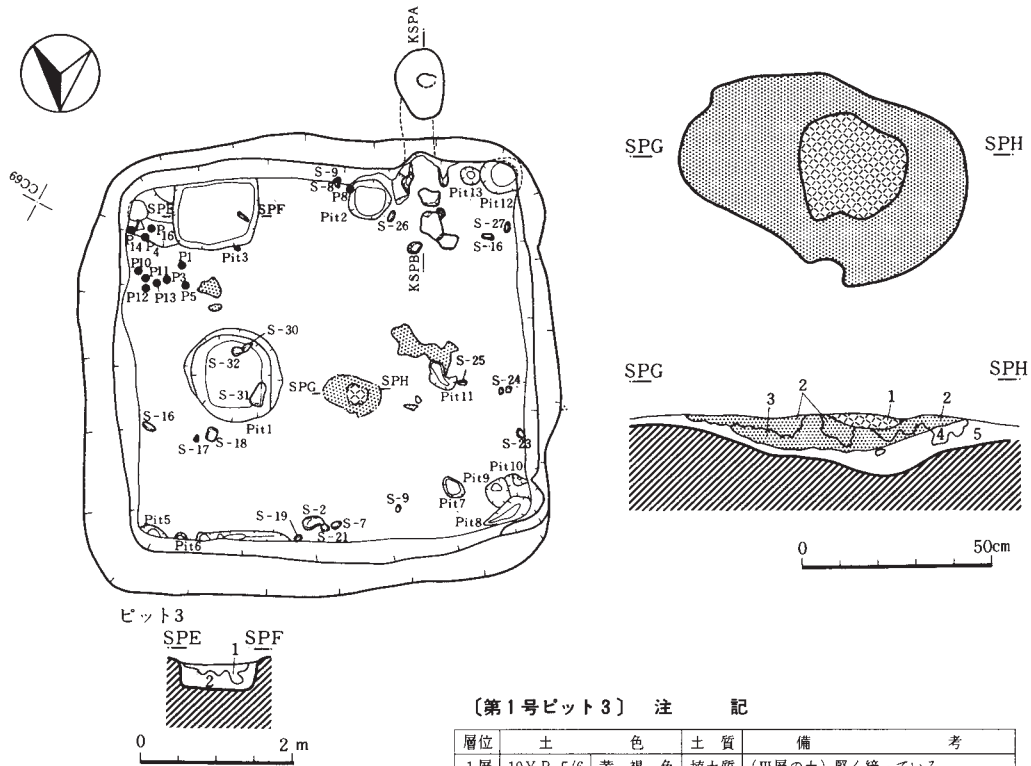 KSPA
CC69
SPG
SPH
S-9
S-8
P8
Pit2
S-26
Pit13
Pit12
SPE
SPF
P16
P14
P4
Pit3
KSPB
S-27
S-16
P10
P11
P1
P3
P12
P13
P5
S-30
S-32
S-31
Pit1
SPG
SPH
S-25
Pit11
S-24
S-23
S-16
S-17
S-18
Pit9
Pit10
Pit7
Pit8
S-9
S-2
S-19
S-7
S-21
Pit5
Pit6
SPG
SPH
3
2
1
2
4
5
0
50cm
ピット3
SPE
SPF
1
2
0
2 m
〔第1号ピット3〕 注 記
層位 土 色 土 質 備 考